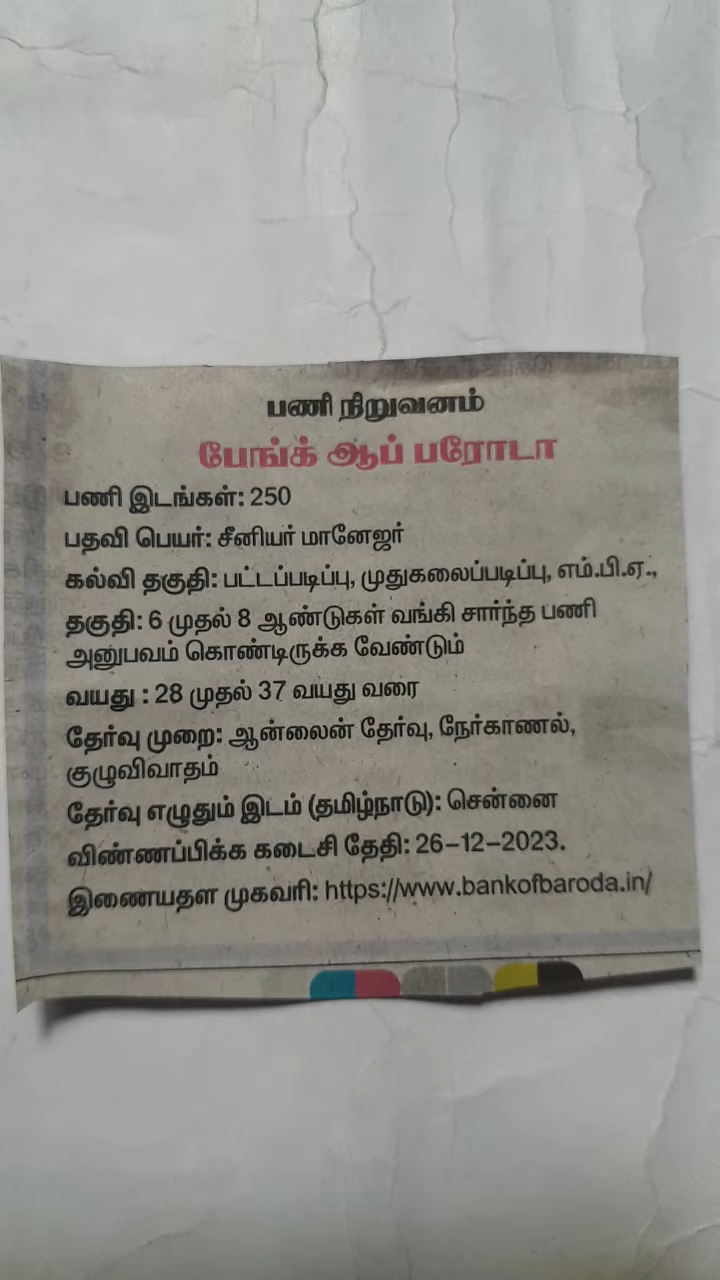 பணி நிறுவனம்
பேங்க் ஆப் பரோடா
பணி இடங்கள்: 250
பதவி பெயர்: சீனியர் மானேஜர்
கல்வி தகுதி: பட்டப்படிப்பு, முதுகலைப்படிப்பு, எம்.பி.ஏ.,
தகுதி: 6 முதல் 8 ஆண்டுகள் வங்கி சார்ந்த பணி
அனுபவம் கொண்டிருக்க வேண்டும்
வயது : 28 முதல் 37 வயது வரை
தேர்வு முறை: ஆன்லைன் தேர்வு, நேர்காணல்,
குழுவிவாதம்
தேர்வு எழுதும் இடம் (தமிழ்நாடு): சென்னை
விண்ணப்பிக்க கடைசி தேதி: 26–12–2023.
இணையதள முகவரி: https://www.bankofbaroda.in/